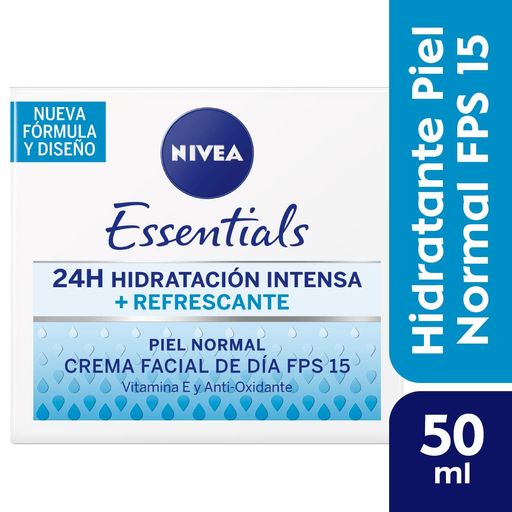 NUEVA
FÓRMULA
Y DISEÑO
NIVEA
Essentials
24H HIDRATACIÓN INTENSA
+ REFRESCANTE
PIEL NORMAL
CREMA FACIAL DE DÍA FPS 15
Vitamina E y Anti-Oxidante
Hidratante Piel
Normal FPS 15
50
ml